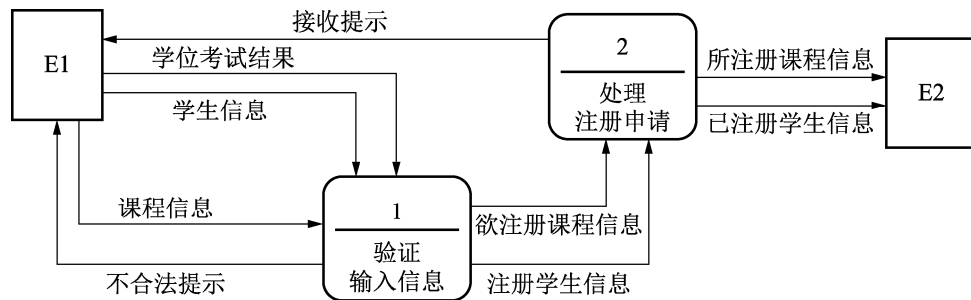 接收提示
E1
学位考试结果
学生信息
2
处理
注册申请
所注册课程信息
已注册学生信息
E2
课程信息
1
验证
输入信息
欲注册课程信息
不合法提示
注册学生信息